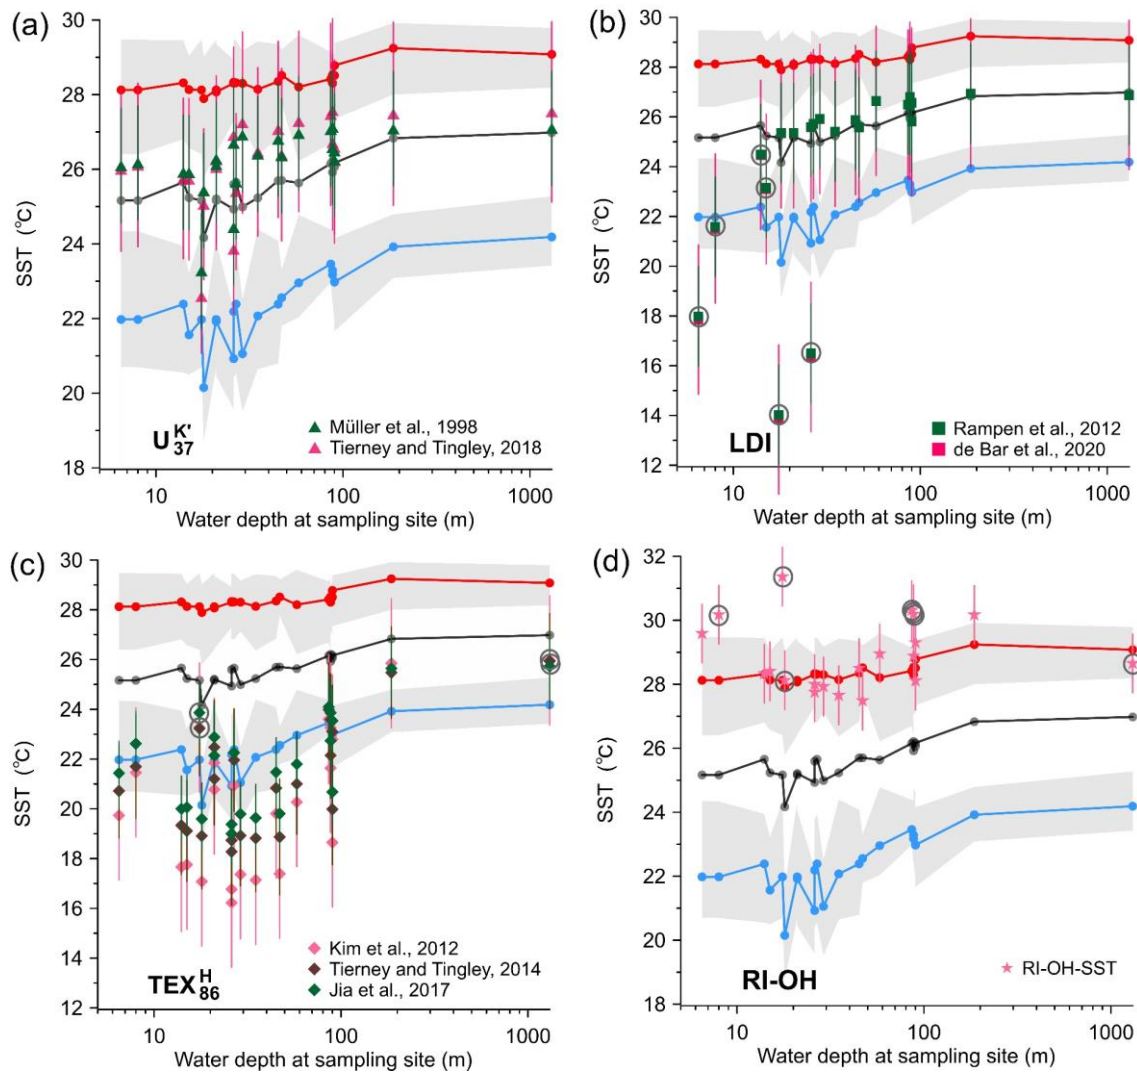 (a)
30
28
26
24
22
20
18
SST (°C)
U K' 37
Müller et al., 1998
Tierney and Tingley, 2018
10
100
1000
Water depth at sampling site (m)
(b)
30
28
26
24
22
20
18
16
14
12
SST (°C)
LDI
Rampen et al., 2012
de Bar et al., 2020
10
100
1000
Water depth at sampling site (m)
(c)
30
28
26
24
22
20
18
16
14
12
SST (°C)
TEX H 86
Kim et al., 2012
Tierney and Tingley, 2014
Jia et al., 2017
10
100
1000
Water depth at sampling site (m)
(d)
32
30
28
26
24
22
20
18
SST (°C)
RI-OH
RI-OH-SST
10
100
1000
Water depth at sampling site (m)